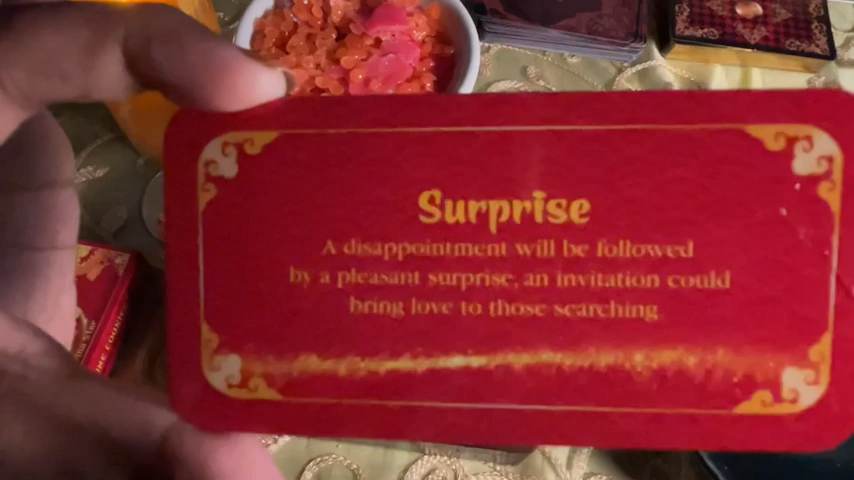 Surprise
A disappointment will be followed
by a pleasant surprise, an invitation could
bring love to those searching